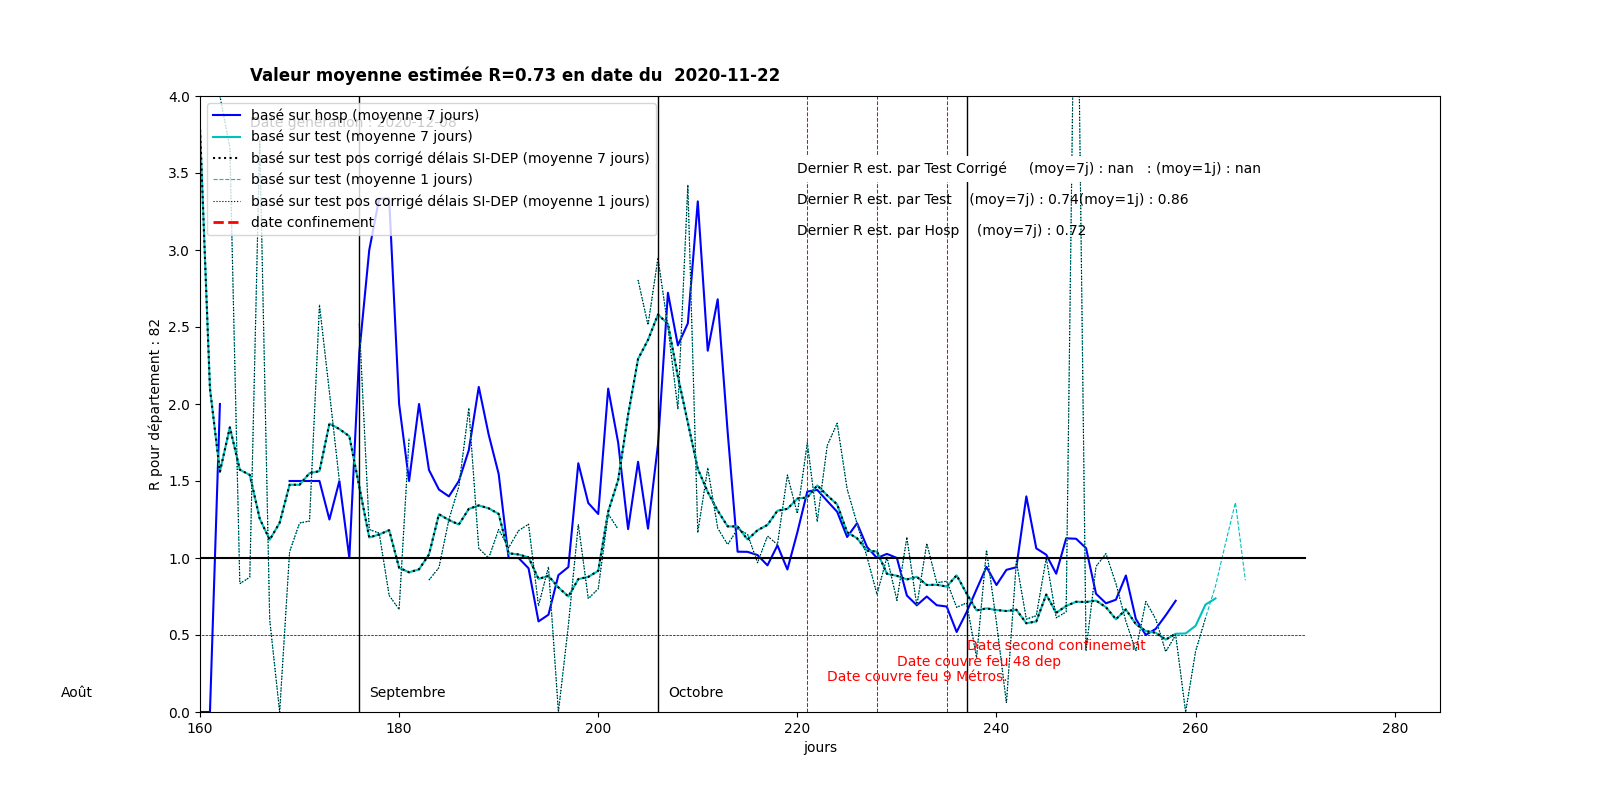 Valeur moyenne estimée R=0.73 en date du  2020-11-22
Date génération : 2020-12-08
basé sur hosp (moyenne 7 jours)
basé sur test (moyenne 7 jours)
basé sur test pos corrigé délais SI-DEP (moyenne 7 jours)
basé sur test (moyenne 1 jours)
basé sur test pos corrigé délais SI-DEP (moyenne 1 jours)
date confinement
Dernier R est. par Test Corrigé     (moy=7j) : nan   : (moy=1j) : nan
Dernier R est. par Test    (moy=7j) : 0.74(moy=1j) : 0.86
Dernier R est. par Hosp    (moy=7j) : 0.72
R pour département : 82
4.0
3.5
3.0
2.5
2.0
1.5
1.0
0.5
0.0
Date second confinement
Date couvre feu 48 dep
Date couvre feu 9 Métros
Août
Septembre
Octobre
160 180 200 220 240 260 280
jours